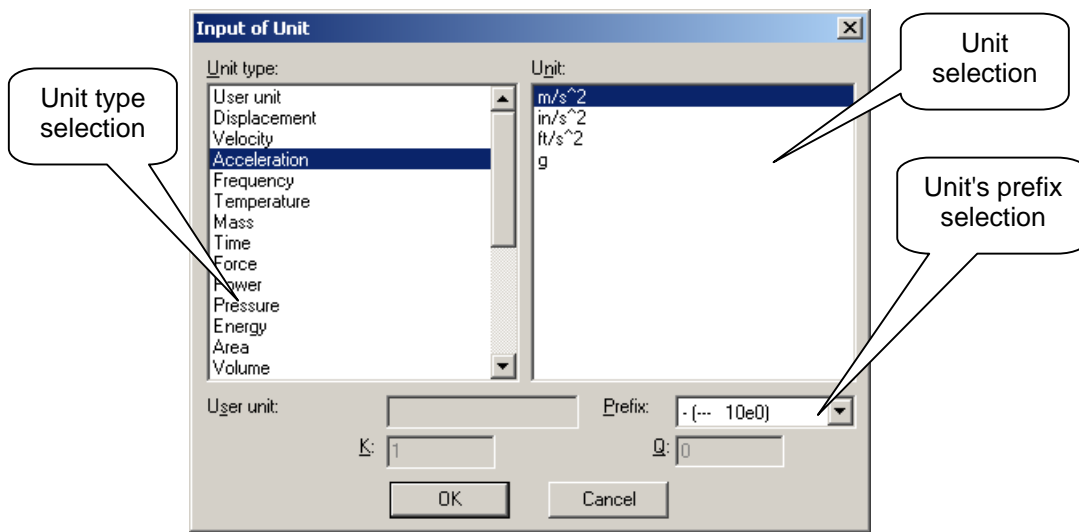 Input of Unit
Unit type:
User unit
Displacement
Velocity
Acceleration
Frequency
Temperature
Mass
Time
Force
Power
Pressure
Energy
Area
Volume
Unit:
m/s^2
in/s^2
ft/s^2
g
User unit:
Prefix:
- (--- 10e0)
K:
1
Q:
0
OK
Cancel
Unit type
selection
Unit
selection
Unit's prefix
selection